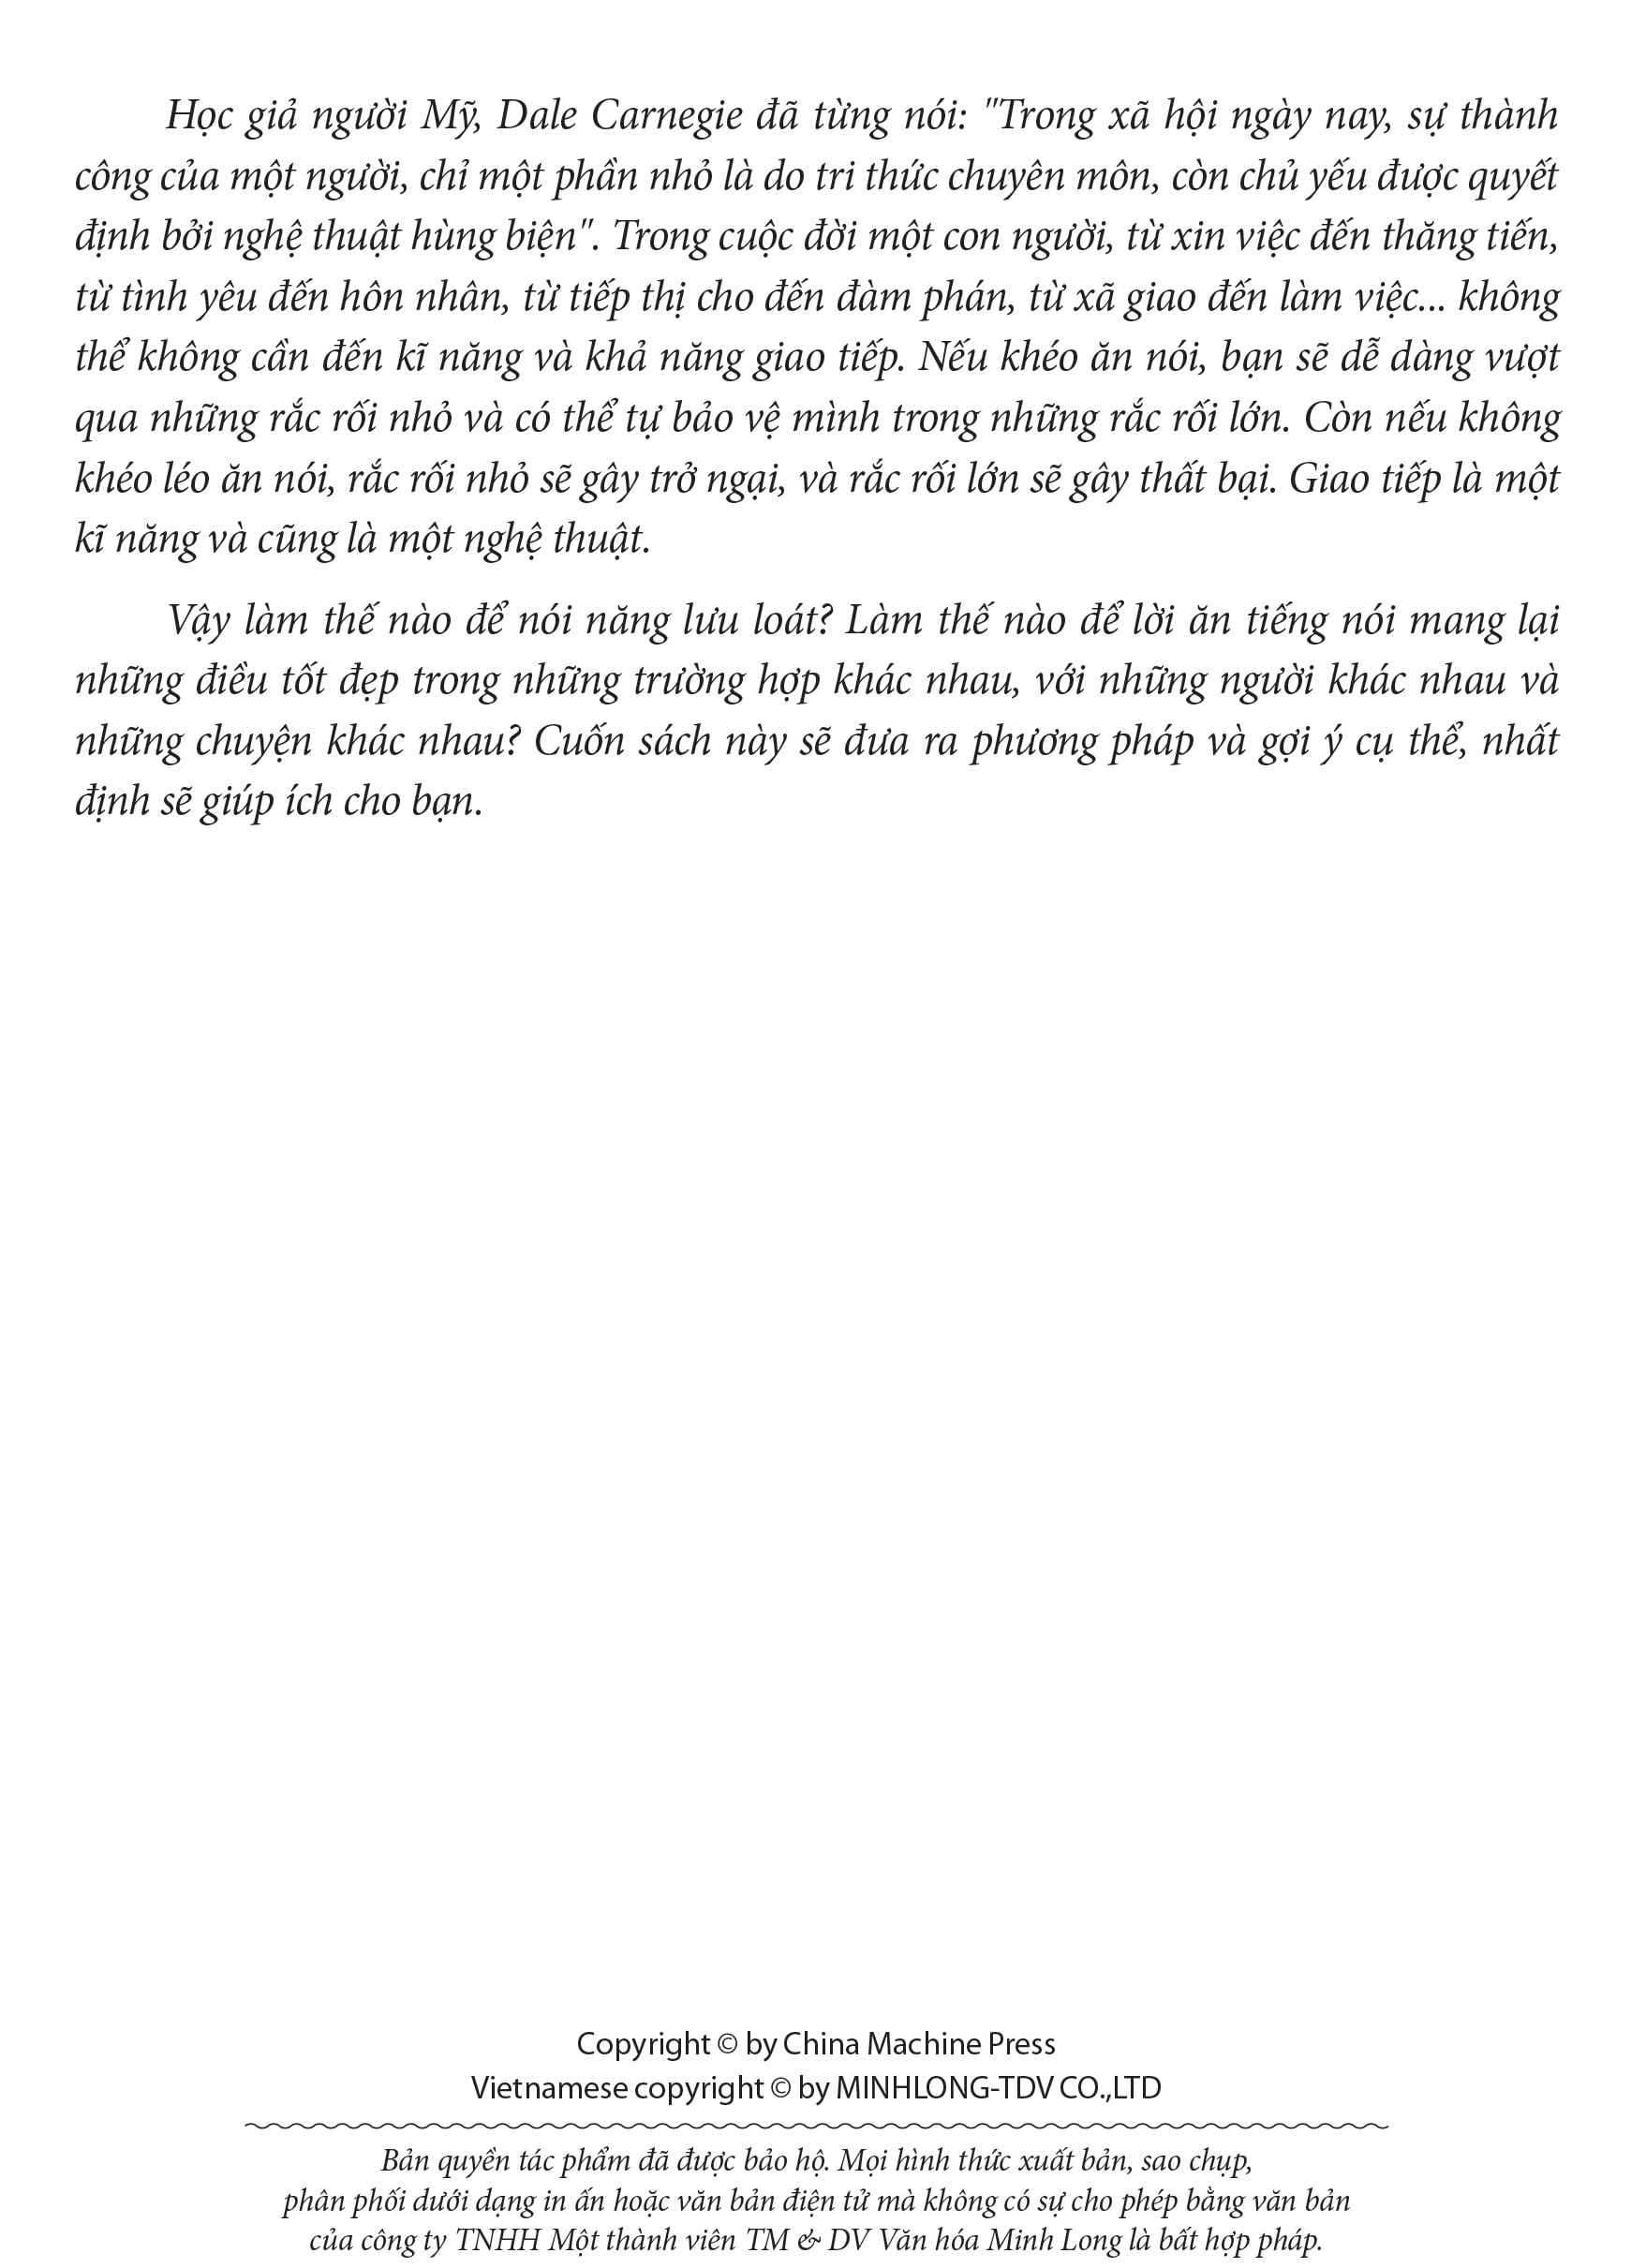 Học giả người Mỹ, Dale Carnegie đã từng nói: "Trong xã hội ngày nay, sự thành
công của một người, chỉ một phần nhỏ là do tri thức chuyên môn, còn chủ yếu được quyết
định bởi nghệ thuật hùng biện". Trong cuộc đời một con người, từ xin việc đến thăng tiến,
từ tình yêu đến hôn nhân, từ tiếp thị cho đến đàm phán, từ xã giao đến làm việc... không
thể không cần đến kĩ năng và khả năng giao tiếp. Nếu khéo ăn nói, bạn sẽ dễ dàng vượt
qua những rắc rối nhỏ và có thể tự bảo vệ mình trong những rắc rối lớn. Còn nếu không
khéo léo ăn nói, rắc rối nhỏ sẽ gây trở ngại, và rắc rối lớn sẽ gây thất bại. Giao tiếp là một
kĩ năng và cũng là một nghệ thuật.
Vậy làm thế nào để nói năng lưu loát? Làm thế nào để lời ăn tiếng nói mang lại
những điều tốt đẹp trong những trường hợp khác nhau, với những người khác nhau và
những chuyện khác nhau? Cuốn sách này sẽ đưa ra phương pháp và gợi ý cụ thể, nhất
định sẽ giúp ích cho bạn.
Copyright © by China Machine Press
Vietnamese copyright © by MINHLONG-TDV CO.,LTD
Bản quyền tác phẩm đã được bảo hộ. Mọi hình thức xuất bản, sao chụp,
phân phối dưới dạng in ấn hoặc văn bản điện tử mà không có sự cho phép bằng văn bản
của công ty TNHH Một thành viên TM & DV Văn hóa Minh Long là bất hợp pháp.